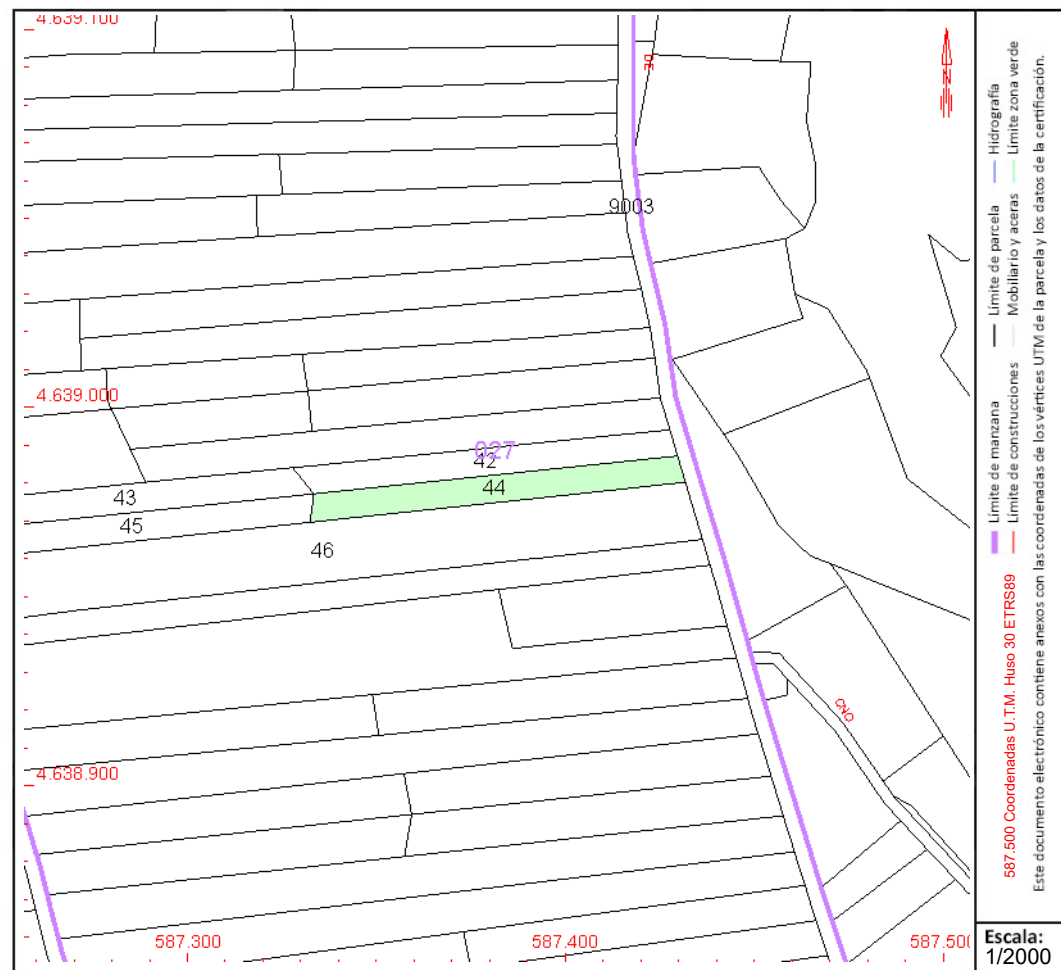 4.639.100
DE
9003
4.639.000
027
42
44
43
45
46
CNO
4.638.900
587.300
587.400
587.500
N
Límite de manzana
Límite de parcela
Hidrografía
Límite de construcciones
Mobiliario y aceras
Límite zona verde
587.500 Coordenadas U.T.M. Huso 30 ETRS89
Este documento electrónico contiene anexos con las coordenadas de los vértices UTM de la parcela y los datos de la certificación.
Escala:
1/2000